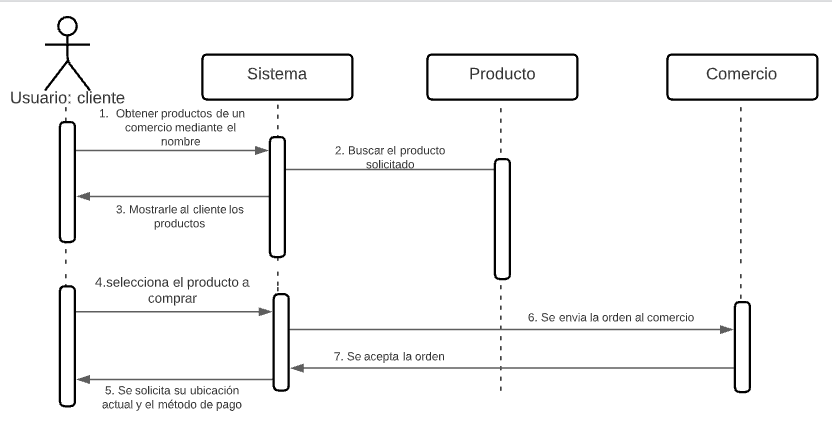 Usuario: cliente
Sistema
Producto
Comercio
1. Obtener productos de un
comercio mediante el
nombre
2. Buscar el producto
solicitado
3. Mostrarle al cliente los
productos
4.selecciona el producto a
comprar
6. Se envia la orden al comercio
7. Se acepta la orden
5. Se solicita su ubicación
actual y el método de pago